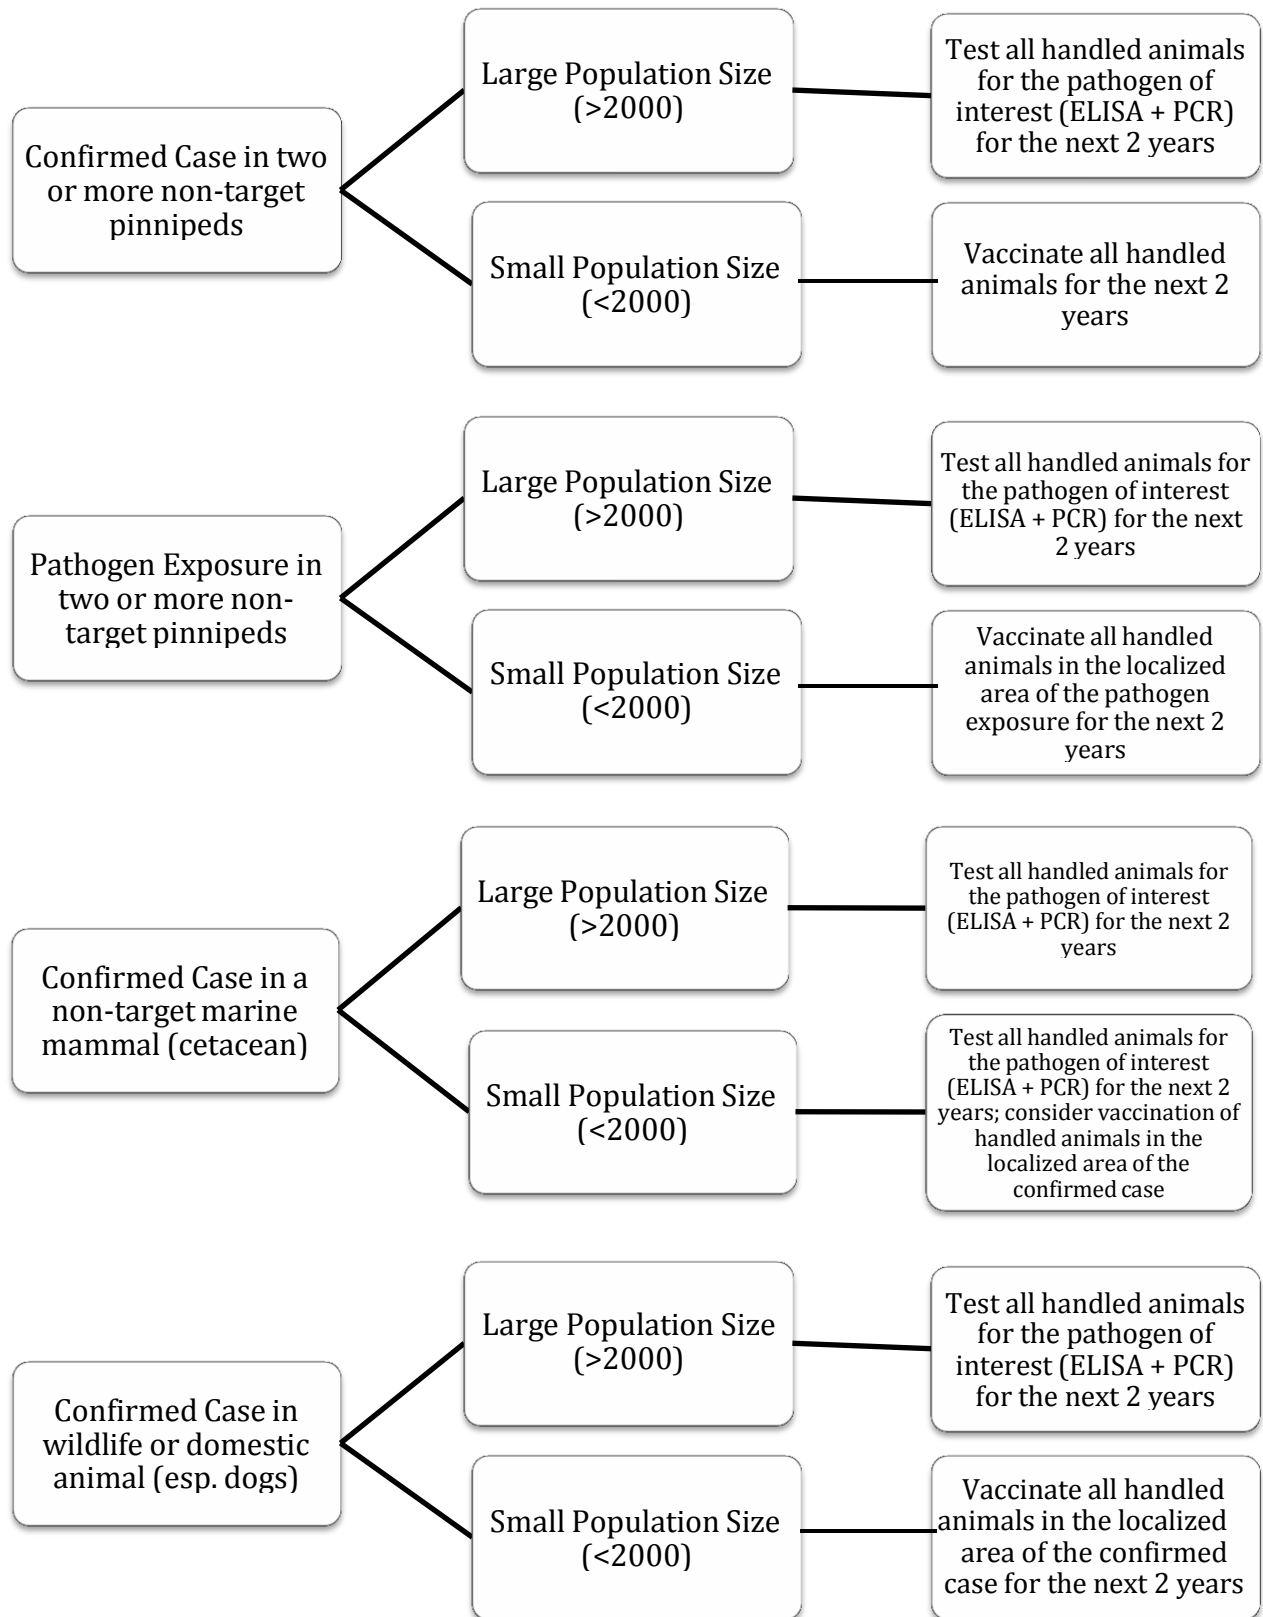 Confirmed Case in two
or more non-target
pinnipeds
Large Population Size
(>2000)
Test all handled animals
for the pathogen of
interest (ELISA + PCR)
for the next 2 years
Small Population Size
(<2000)
Vaccinate all handled
animals for the next 2
years
Pathogen Exposure in
two or more non-
target pinnipeds
Large Population Size
(>2000)
Test all handled animals for
the pathogen of interest
(ELISA + PCR) for the next
2 years
Small Population Size
(<2000)
Vaccinate all handled
animals in the localized
area of the pathogen
exposure for the next 2
years
Confirmed Case in a
non-target marine
mammal (cetacean)
Large Population Size
(>2000)
Test all handled animals for
the pathogen of interest
(ELISA + PCR) for the next 2
years
Small Population Size
(<2000)
Test all handled animals for
the pathogen of interest
(ELISA + PCR) for the next 2
years; consider vaccination of
handled animals in the
localized area of the
confirmed case
Confirmed Case in
wildlife or domestic
animal (esp. dogs)
Large Population Size
(>2000)
Test all handled animals
for the pathogen of
interest (ELISA + PCR)
for the next 2 years
Small Population Size
(<2000)
Vaccinate all handled
animals in the localized
area of the confirmed
case for the next 2 years